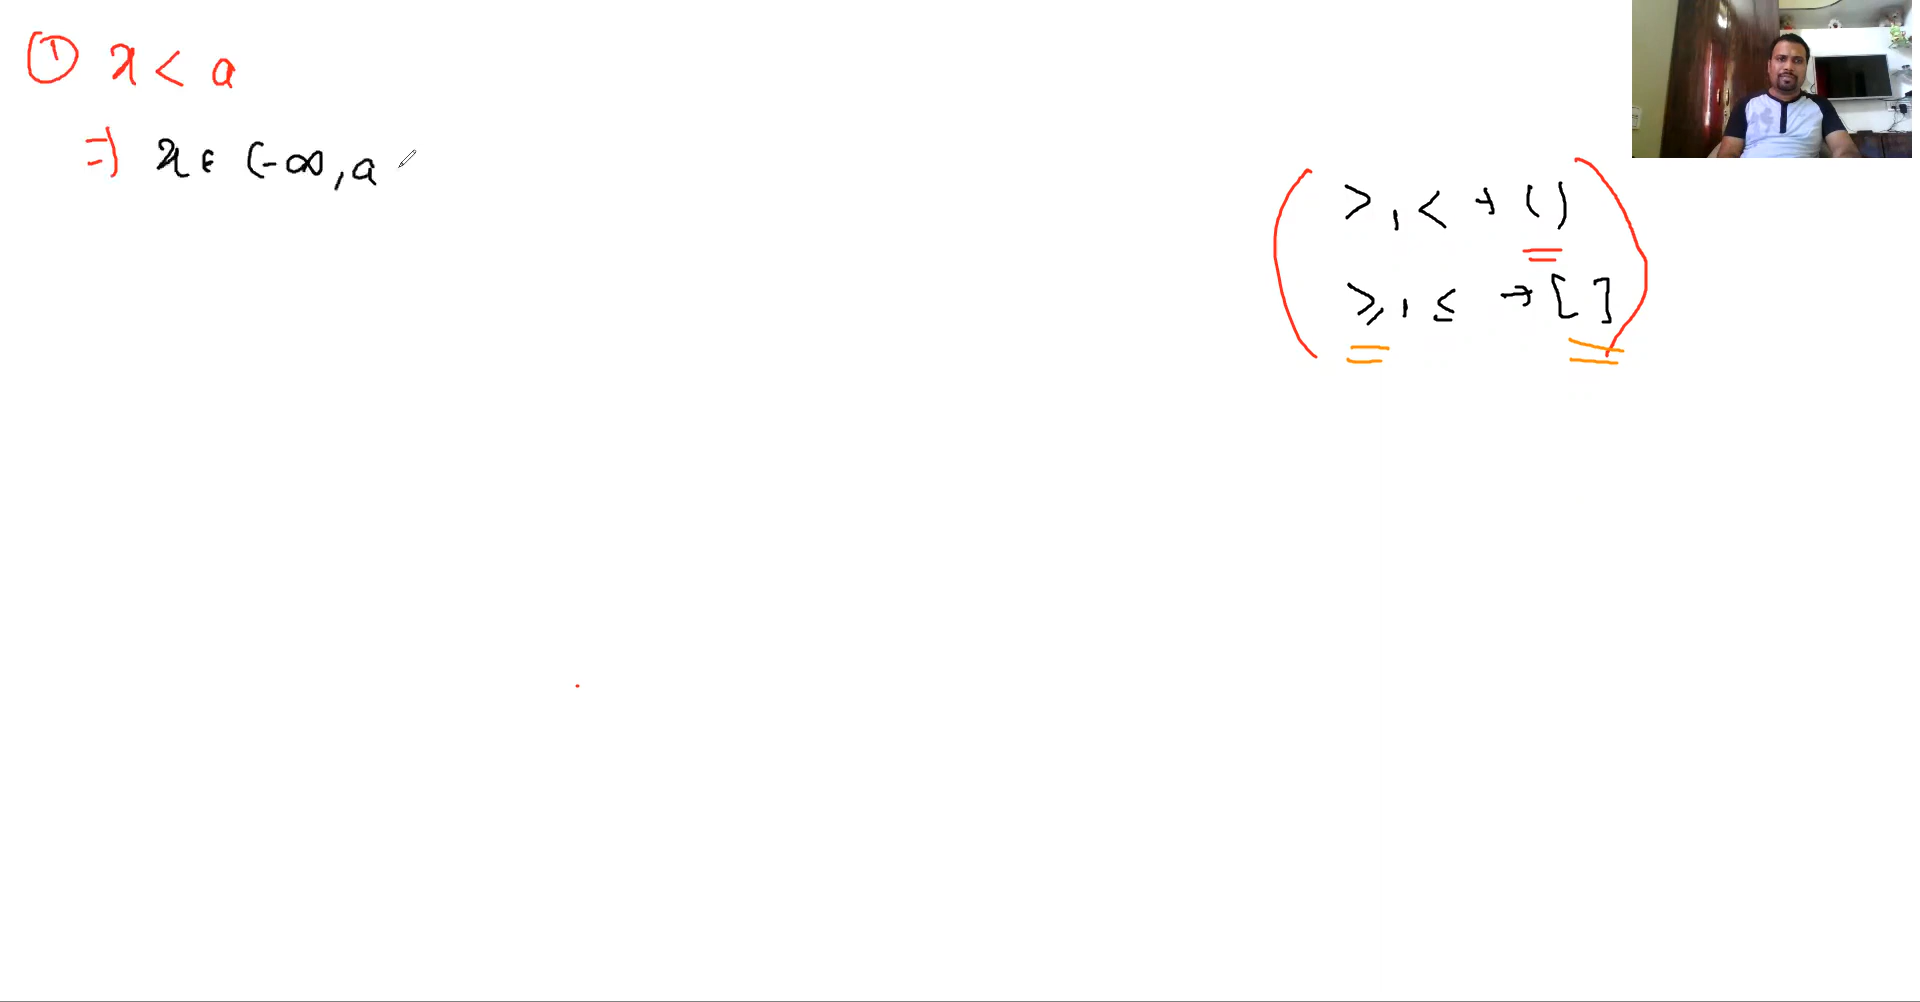 ① x < a
⇒ x ∈ (-∞, a
>, < → ()
≥, ≤ → [ ]